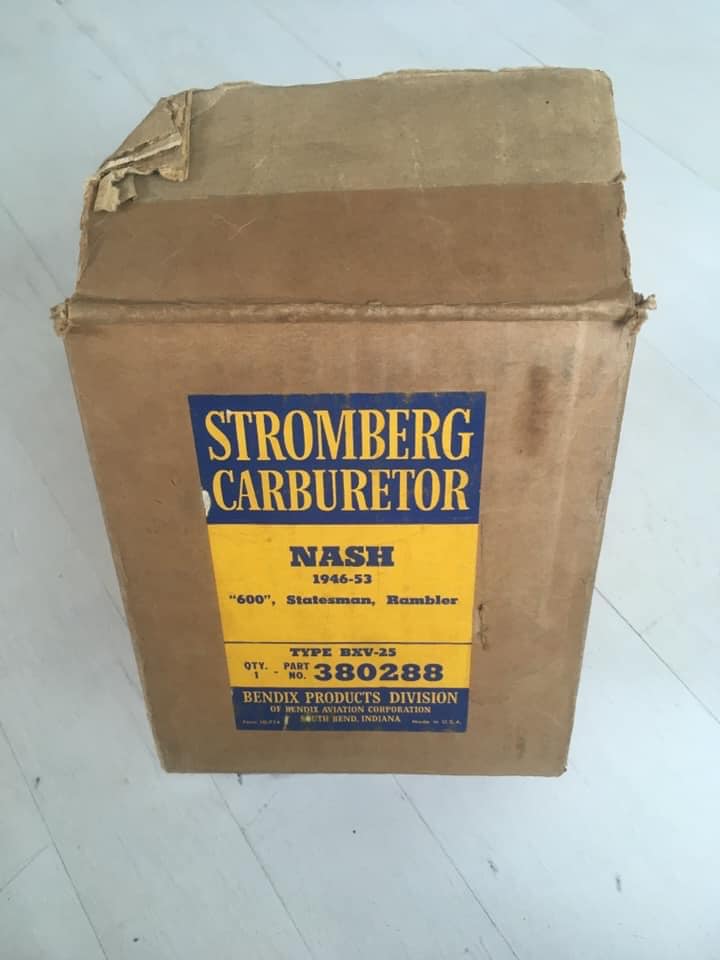 STROMBERG
CARBURETOR
NASH
1946-53
"600", Statesman, Rambler
TYPE BXV-25
QTY. 1 - PART NO. 380288
BENDIX PRODUCTS DIVISION
OF BENDIX AVIATION CORPORATION
Form SOUTH BEND, INDIANA Made in U.S.A.